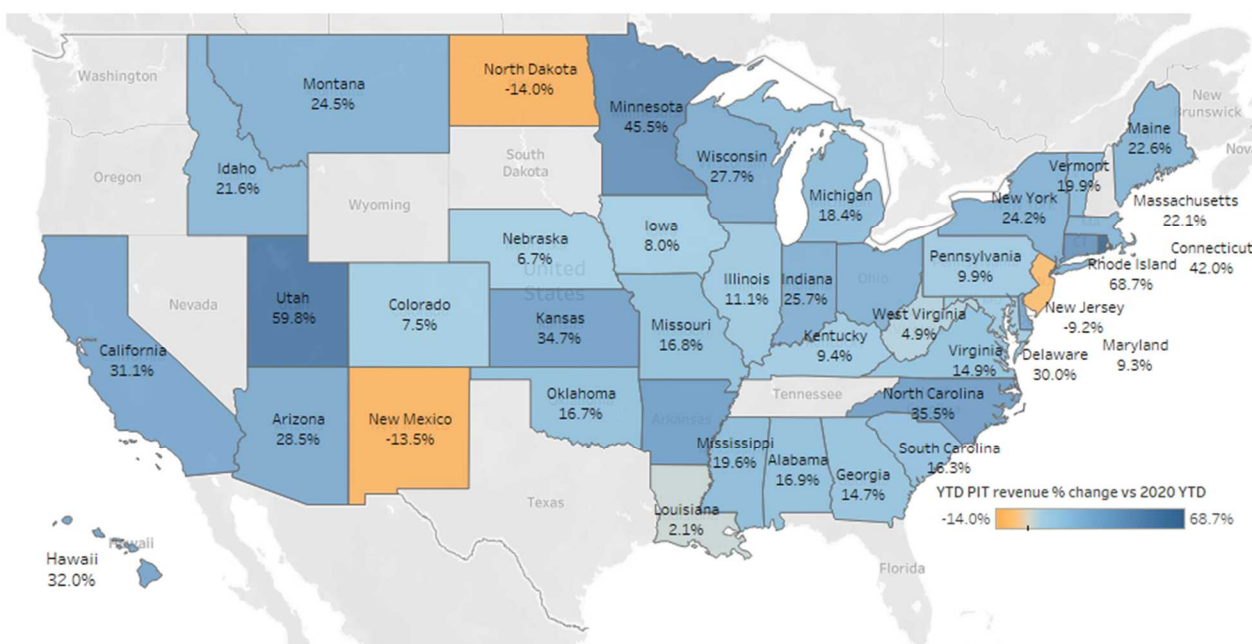 Washington
Montana
24.5%
North Dakota
-14.0%
Minnesota
45.5%
New
Brunswick
Maine
22.6%
Oregon
Idaho
21.6%
South
Dakota
Wisconsin
27.7%
Michigan
18.4%
Vermont
19.9%
Nova
New York
24.2%
Massachusetts
22.1%
Wyoming
Iowa
8.0%
Nebraska
6.7%
United
States
Pennsylvania
9.9%
CT
Connecticut
42.0%
Rhode Island
68.7%
Nevada
Utah
59.8%
Colorado
7.5%
Illinois
11.1%
Indiana
25.7%
Ohio
New Jersey
-9.2%
Kansas
34.7%
Missouri
16.8%
West Virginia
4.9%
Kentucky
9.4%
Virginia
14.9%
Delaware
30.0%
Maryland
9.3%
California
31.1%
Arizona
28.5%
New Mexico
-13.5%
Oklahoma
16.7%
Arkansas
Tennessee
North Carolina
35.5%
Mississippi
19.6%
Alabama
16.9%
Georgia
14.7%
South Carolina
16.3%
Texas
Louisiana
2.1%
YTD PIT revenue % change vs 2020 YTD
-14.0%
68.7%
Hawaii
Hawaii
32.0%
Florida